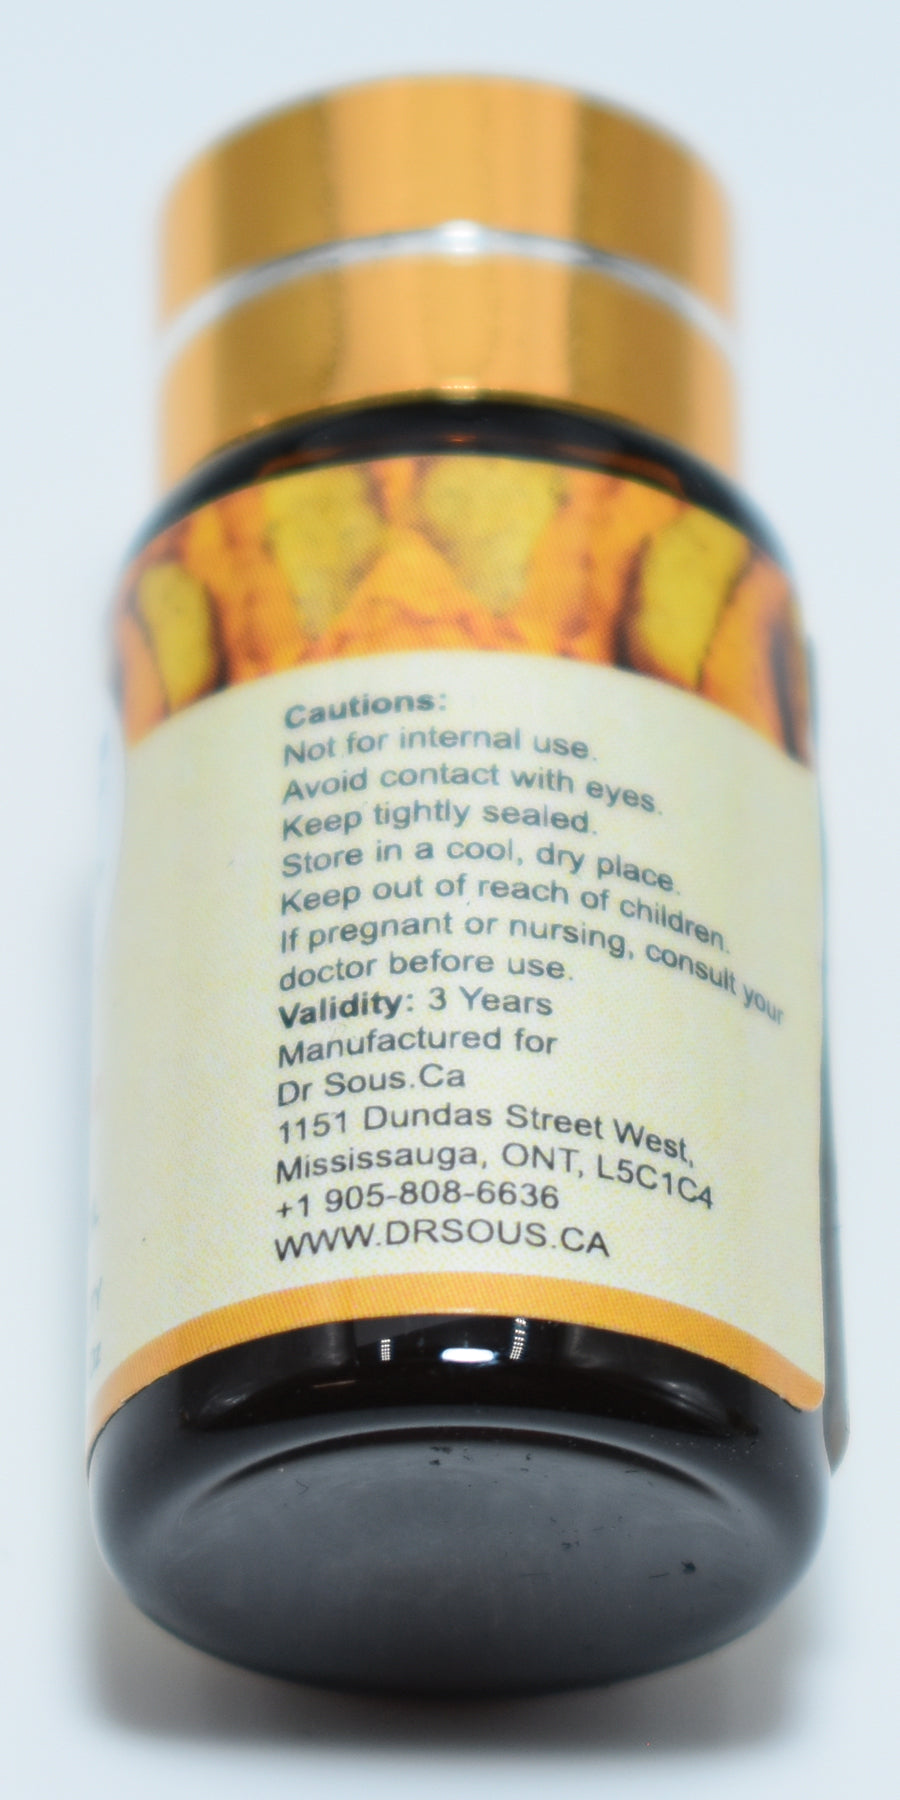 Cautions:
Not for internal use.
Avoid contact with eyes.
Keep tightly sealed.
Store in a cool, dry place.
Keep out of reach of children.
If pregnant or nursing, consult your
doctor before use.
Validity: 3 Years
Manufactured for
Dr Sous.Ca
1151 Dundas Street West,
Mississauga, ONT, L5C1C4
+1 905-808-6636
WWW.DRSOUS.CA